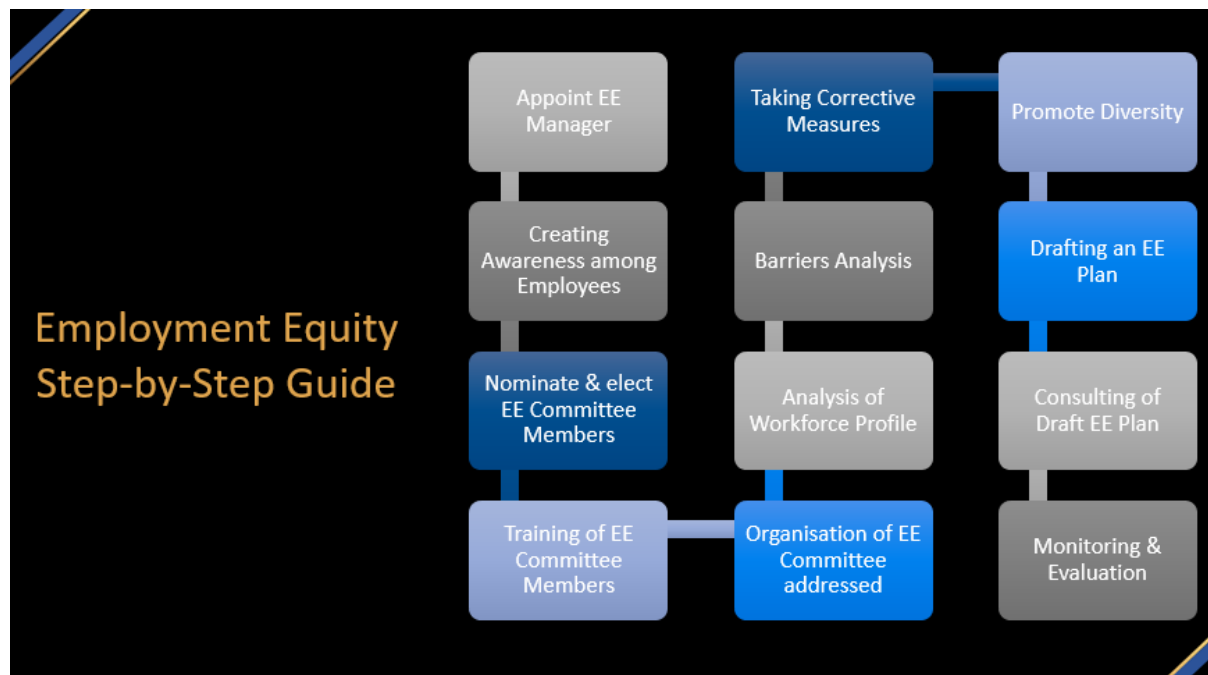 Employment Equity
Step-by-Step Guide
Appoint EE
Manager
Creating
Awareness among
Employees
Nominate & elect
EE Committee
Members
Training of EE
Committee
Members
Organisation of EE
Committee
addressed
Analysis of
Workforce Profile
Barriers Analysis
Taking Corrective
Measures
Promote Diversity
Drafting an EE
Plan
Consulting of
Draft EE Plan
Monitoring &
Evaluation